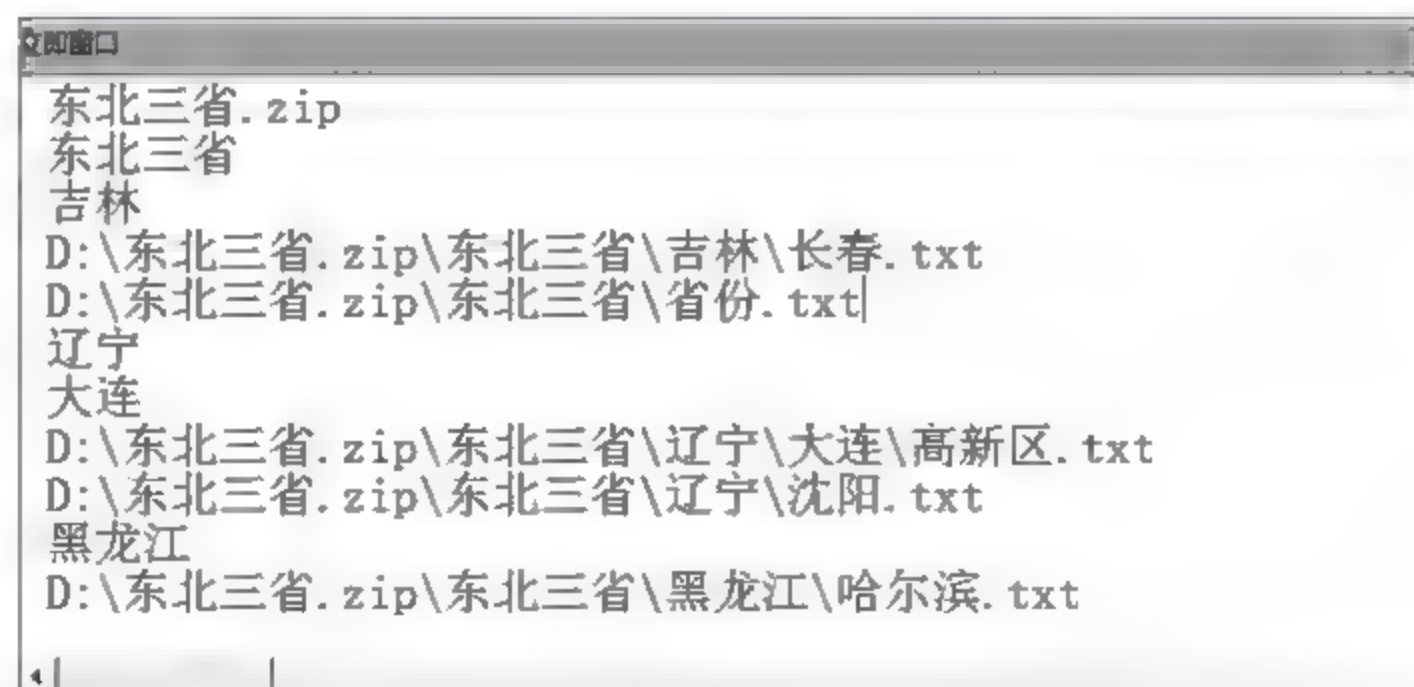 立即窗口
东北三省.zip
东北三省
吉林
D:\东北三省.zip\东北三省\吉林\长春.txt
D:\东北三省.zip\东北三省\省份.txt
辽宁
大连
D:\东北三省.zip\东北三省\辽宁\大连\高新区.txt
D:\东北三省.zip\东北三省\辽宁\沈阳.txt
黑龙江
D:\东北三省.zip\东北三省\黑龙江\哈尔滨.txt